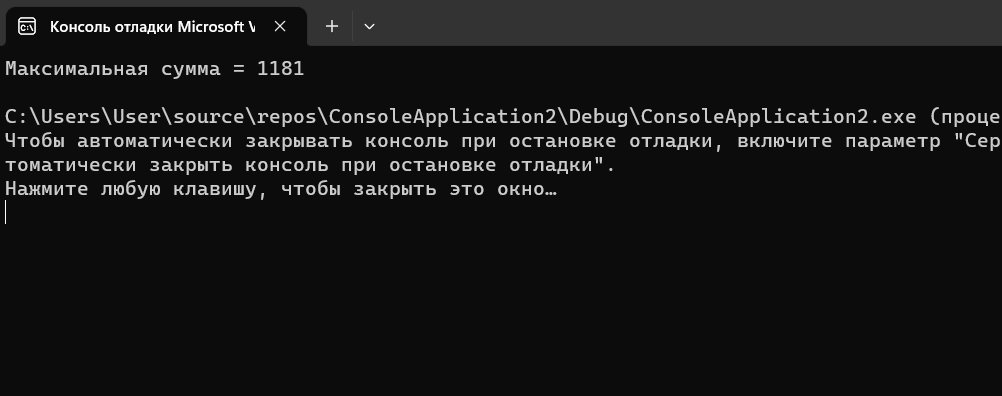 Консоль отладки Microsoft V
Максимальная сумма = 1181
C:\Users\User\source\repos\ConsoleApplication2\Debug\ConsoleApplication2.exe (проце
Чтобы автоматически закрывать консоль при остановке отладки, включите параметр "Сер
томатически закрыть консоль при остановке отладки".
Нажмите любую клавишу, чтобы закрыть это окно…